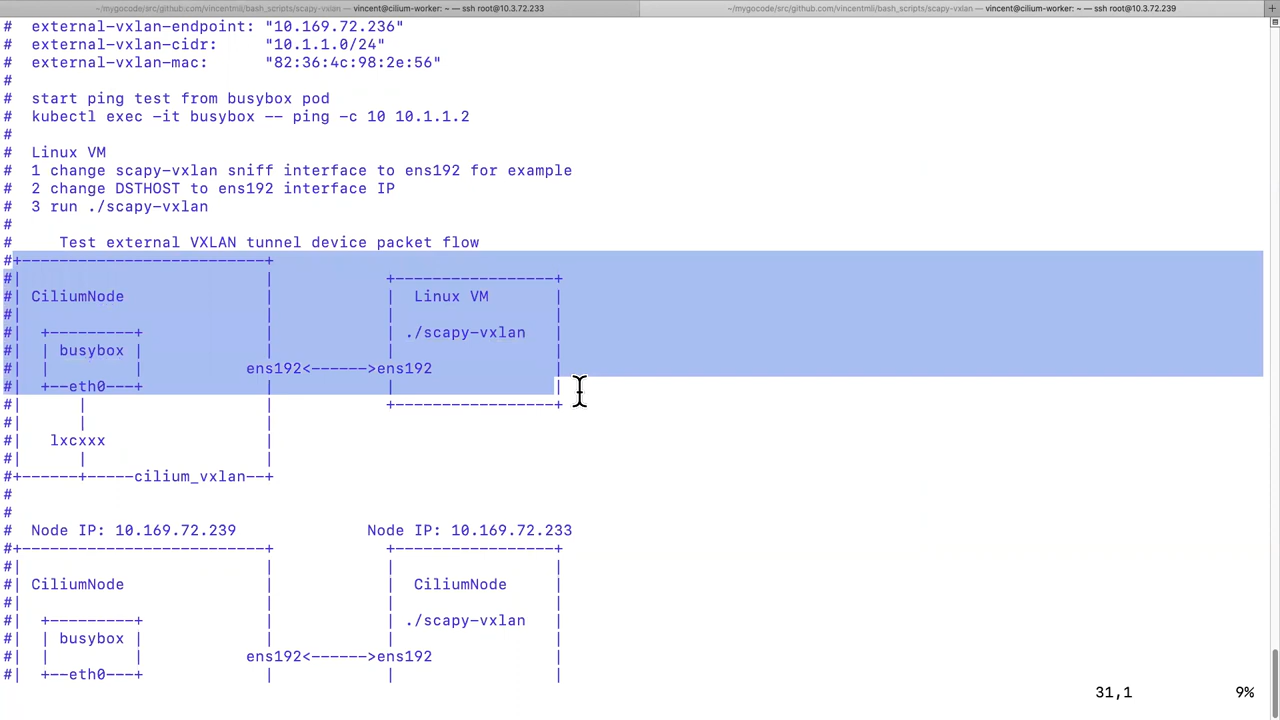 ~/mygocode/src/github.com/vincentmli/bash_scripts/scapy-vxlan — vincent@cilium-worker: ~ — ssh root@10.3.72.233
~/mygocode/src/github.com/vincentmli/bash_scripts/scapy-vxlan — vincent@cilium-worker: ~ — ssh root@10.3.72.239 +
#  external-vxlan-endpoint: "10.169.72.236"
#  external-vxlan-cidr:     "10.1.1.0/24"
#  external-vxlan-mac:      "82:36:4c:98:2e:56"
#
#  start ping test from busybox pod
#  kubectl exec -it busybox -- ping -c 10 10.1.1.2
#
#  Linux VM
#  1 change scapy-vxlan sniff interface to ens192 for example
#  2 change DSTHOST to ens192 interface IP
#  3 run ./scapy-vxlan
#
#     Test external VXLAN tunnel device packet flow
#+--------------------------+
#|                          |            +-----------------+
#| CiliumNode               |            |  Linux VM       |
#|                          |            |                 |
#|  +---------+             |            | ./scapy-vxlan   |
#|  | busybox |             |            |                 |
#|  |         |           ens192<------>ens192             |
#|  +--eth0---+             |            |                 |
#|      |                   |            +-----------------+
#|      |                   |
#|   lxcxxx                 |
#|      |                   |
#+------+-----cilium_vxlan--+
#
#
#  Node IP: 10.169.72.239              Node IP: 10.169.72.233
#+--------------------------+            +-----------------+
#|                          |            |                 |
#| CiliumNode               |            |  CiliumNode     |
#|                          |            |                 |
#|  +---------+             |            | ./scapy-vxlan   |
#|  | busybox |             |            |                 |
#|  |         |           ens192<------>ens192             |
#|  +--eth0---+             |            |                 |
31,1          9%